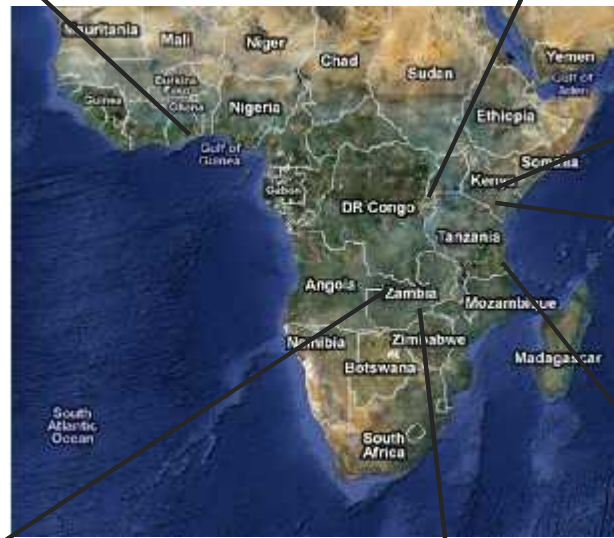 Mauritania
Mali
Niger
Chad
Sudan
Yemen
Gulf of
Aden
Burkina
Faso
Guinea
Ghana
Nigeria
Ethiopia
Gulf of
Guinea
Somalia
Gabon
Kenya
DR Congo
Tanzania
Angola
Zambia
Mozambique
Namibia
Zimbabwe
Madagascar
Botswana
South
Atlantic
Ocean
South
Africa